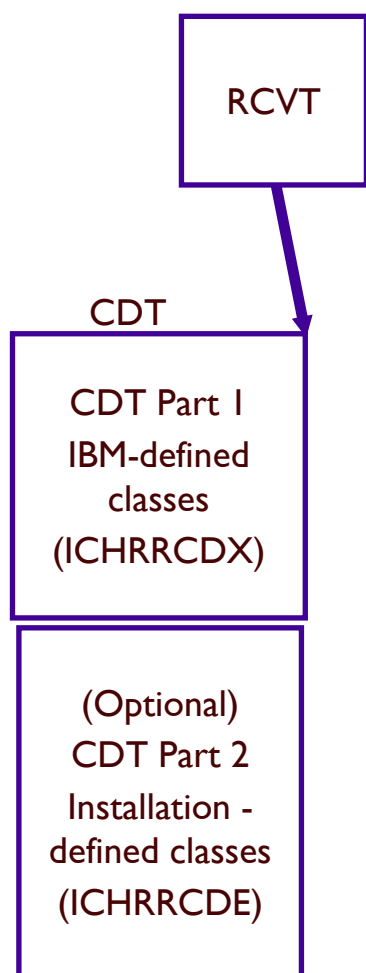 RCVT
CDT
CDT Part 1
IBM-defined
classes
(ICHRRCDX)
(Optional)
CDT Part 2
Installation -
defined classes
(ICHRRCDE)